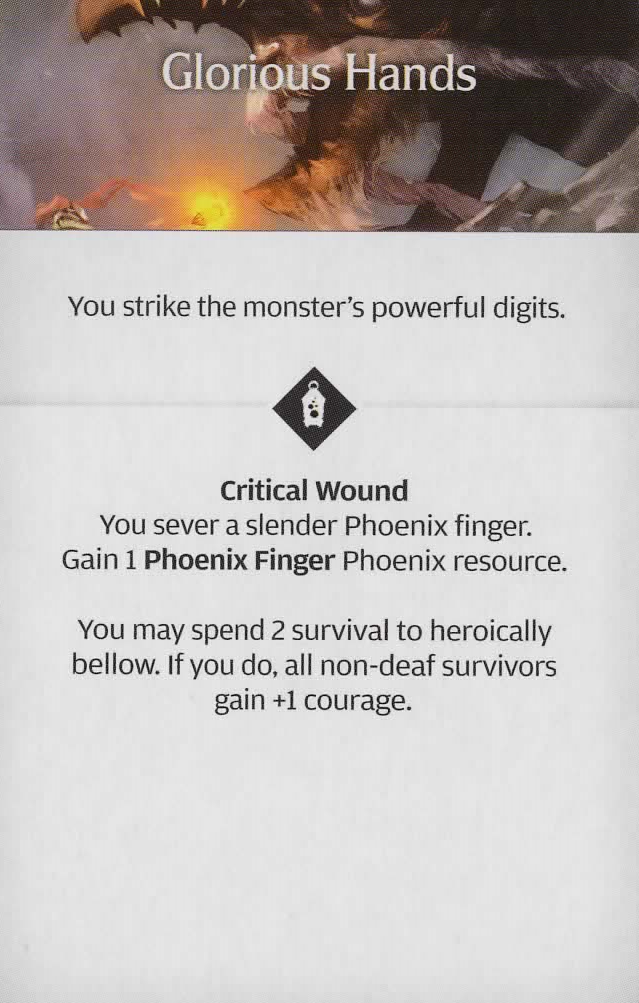 Glorious Hands
You strike the monster's powerful digits.
Critical Wound
You sever a slender Phoenix finger.
Gain 1 Phoenix Finger Phoenix resource.
You may spend 2 survival to heroically
bellow. If you do, all non-deaf survivors
gain +1 courage.